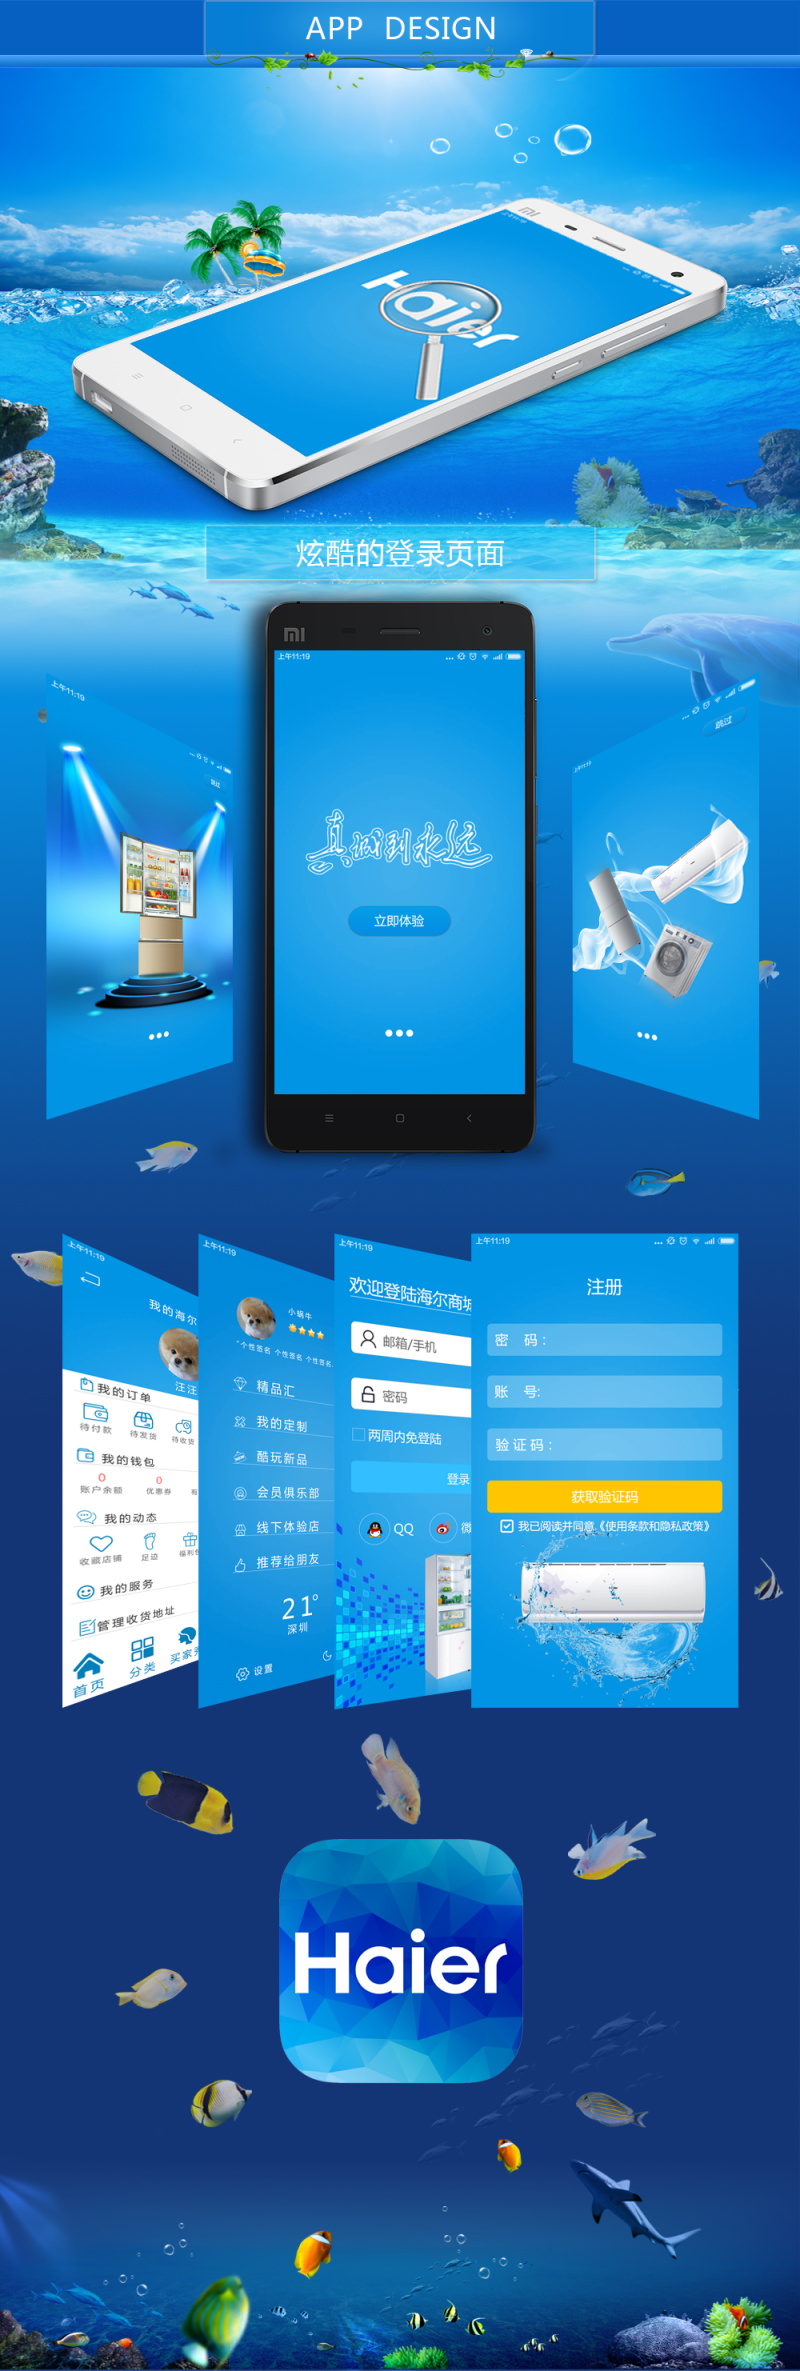 APP DESIGN
mi
Haier
炫酷的登录页面
mi
上午11:19
上午11:19
跳过
真诚到永远
立即体验
上午11:19
跳过
上午11:19
我的海尔
汪汪
我的订单
待付款 待发货 待收货
我的钱包
0 0
账户余额 优惠券
我的动态
收藏店铺 足迹 福利
我的服务
管理收货地址
首页 分类 买家秀
上午11:19
小蜗牛
"个性签名 个性签名 个性签名
精品汇
我的定制
酷玩新品
会员俱乐部
线下体验店
推荐给朋友
21°
深圳
设置
上午11:19
欢迎登陆海尔商城
邮箱/手机
密码
两周内免登陆
登录
QQ 微
上午11:19
注册
密 码：
账 号:
验证码：
获取验证码
我已阅读并同意《使用条款和隐私政策》
Haier